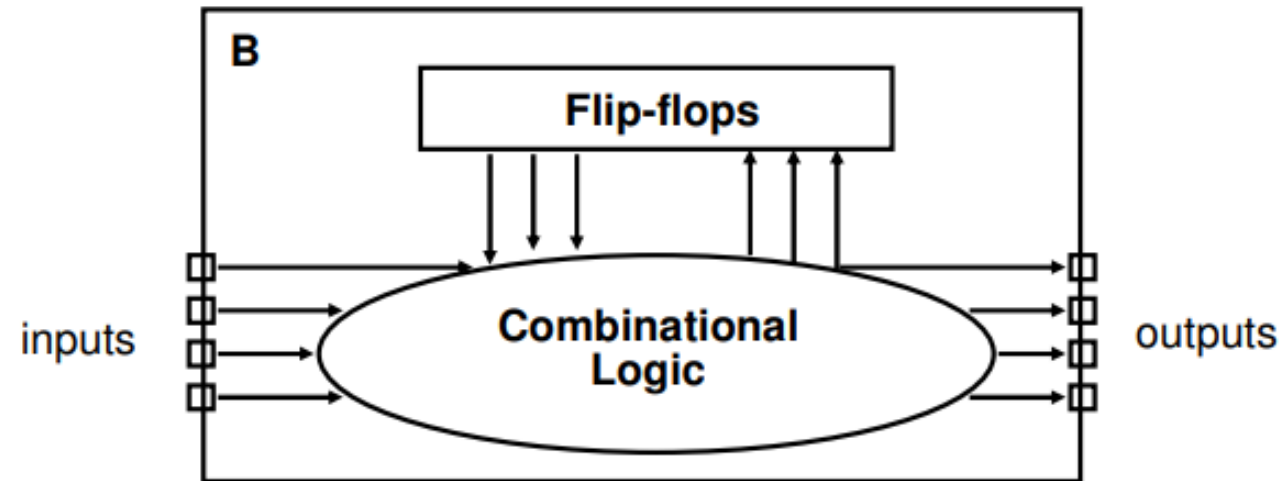 B
Flip-flops
inputs
Combinational
Logic
outputs